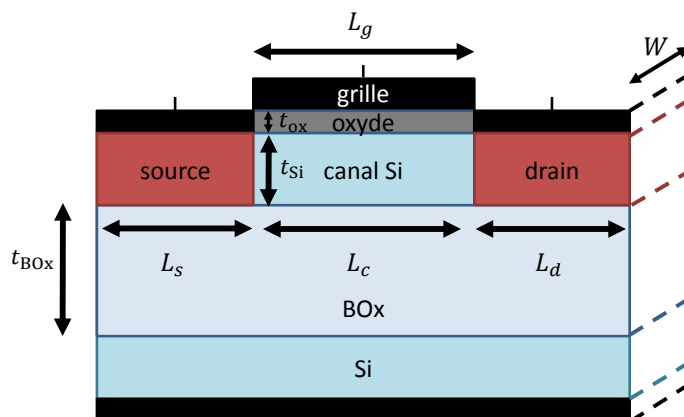 L_g
W
grille
t_ox
oxyde
source
t_Si
canal Si
drain
t_BOx
L_s
L_c
L_d
BOx
Si